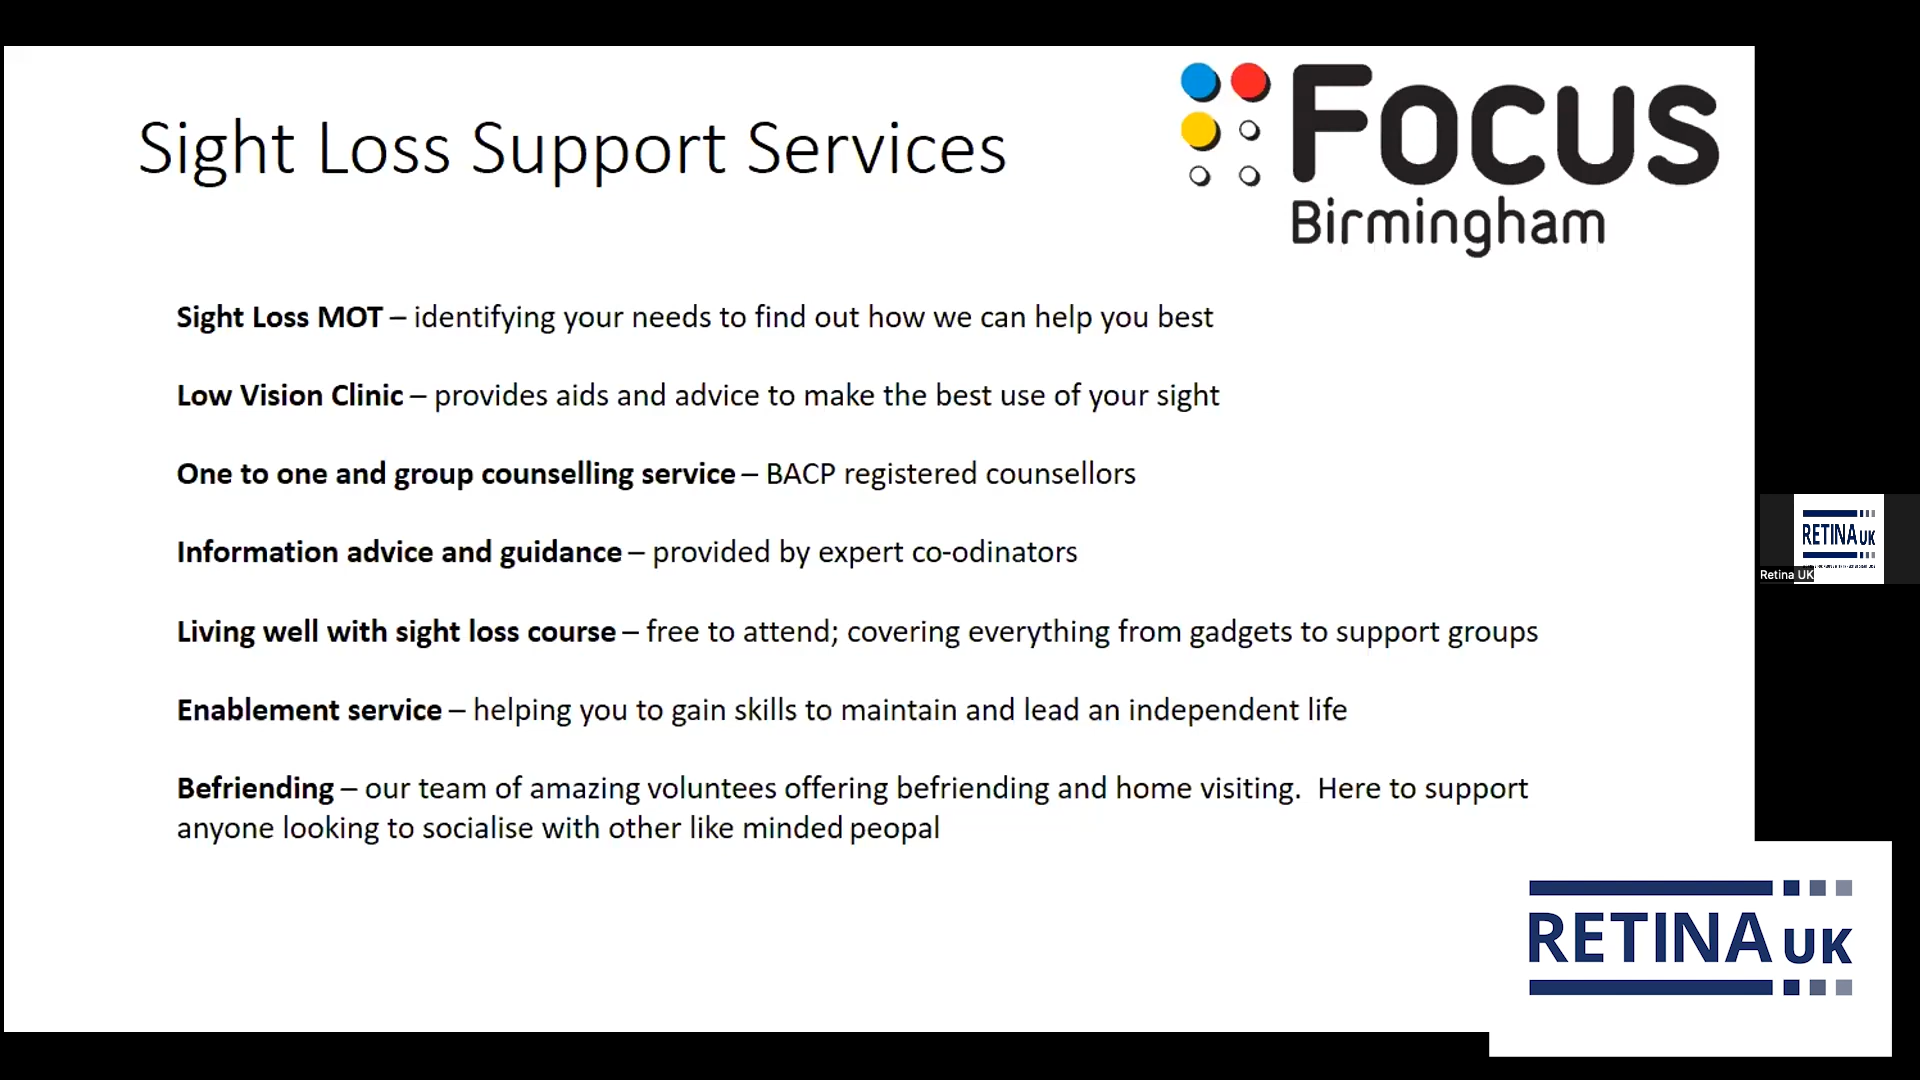 Sight Loss Support Services
Focus
Birmingham
Sight Loss MOT – identifying your needs to find out how we can help you best
Low Vision Clinic – provides aids and advice to make the best use of your sight
One to one and group counselling service – BACP registered counsellors
Information advice and guidance – provided by expert co-odinators
Living well with sight loss course – free to attend; covering everything from gadgets to support groups
Enablement service – helping you to gain skills to maintain and lead an independent life
Befriending – our team of amazing voluntees offering befriending and home visiting.  Here to support
anyone looking to socialise with other like minded peopal
RETINA UK
Retina UK
RETINA UK